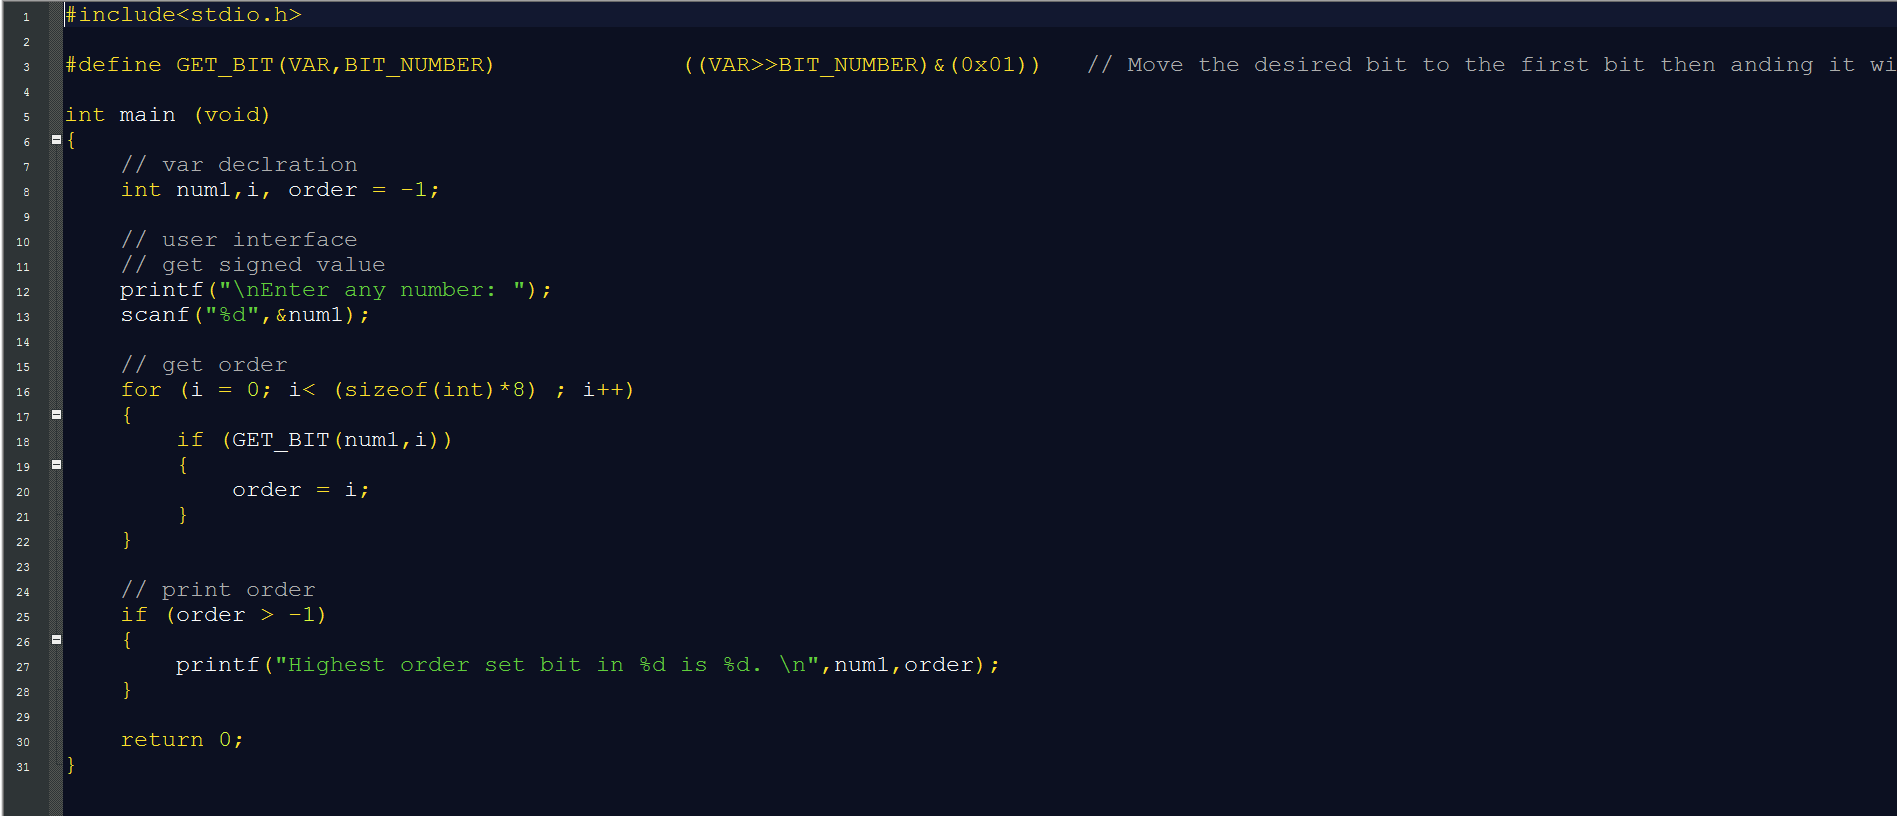 1 #include<stdio.h>
2
3 #define GET_BIT(VAR,BIT_NUMBER) ((VAR>>BIT_NUMBER)&(0x01)) // Move the desired bit to the first bit then anding it wi
4
5 int main (void)
6 {
7 // var declration
8 int num1,i, order = -1;
9
10 // user interface
11 // get signed value
12 printf("\nEnter any number: ");
13 scanf("%d",&num1);
14
15 // get order
16 for (i = 0; i< (sizeof(int)*8) ; i++)
17 {
18 if (GET_BIT(num1,i))
19 {
20 order = i;
21 }
22 }
23
24 // print order
25 if (order > -1)
26 {
27 printf("Highest order set bit in %d is %d. \n",num1,order);
28 }
29
30 return 0;
31 }